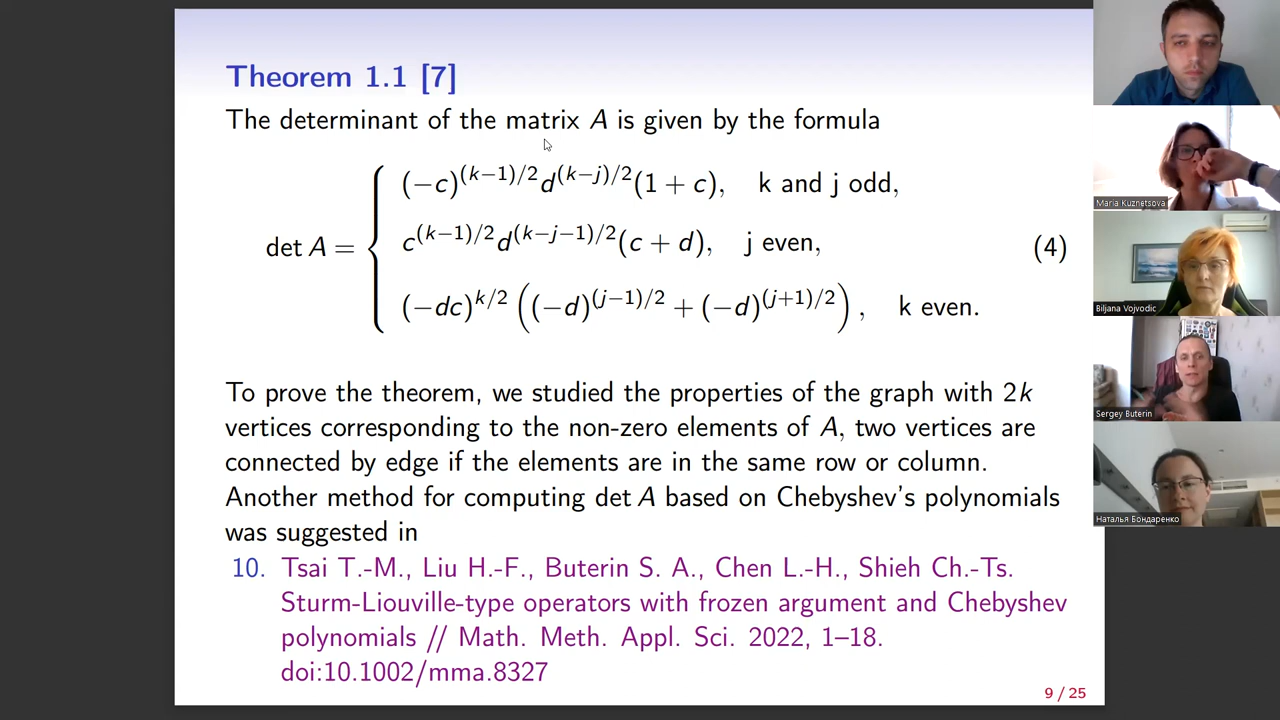 Theorem 1.1 [7]
The determinant of the matrix A is given by the formula
det A = { (−c)^{(k−1)/2} d^{(k−j)/2} (1 + c), k and j odd,
c^{(k−1)/2} d^{(k−j−1)/2} (c + d), j even,
(−dc)^{k/2} ((−d)^{(j−1)/2} + (−d)^{(j+1)/2}), k even.
(4)
To prove the theorem, we studied the properties of the graph with 2k
vertices corresponding to the non-zero elements of A, two vertices are
connected by edge if the elements are in the same row or column.
Another method for computing det A based on Chebyshev's polynomials
was suggested in
10. Tsai T.-M., Liu H.-F., Buterin S. A., Chen L.-H., Shieh Ch.-Ts.
Sturm-Liouville-type operators with frozen argument and Chebyshev
polynomials // Math. Meth. Appl. Sci. 2022, 1–18.
doi:10.1002/mma.8327
9 / 25
Maria Kuznetsova
Biljana Vojvodic
Sergey Buterin
Наталья Бондаренко